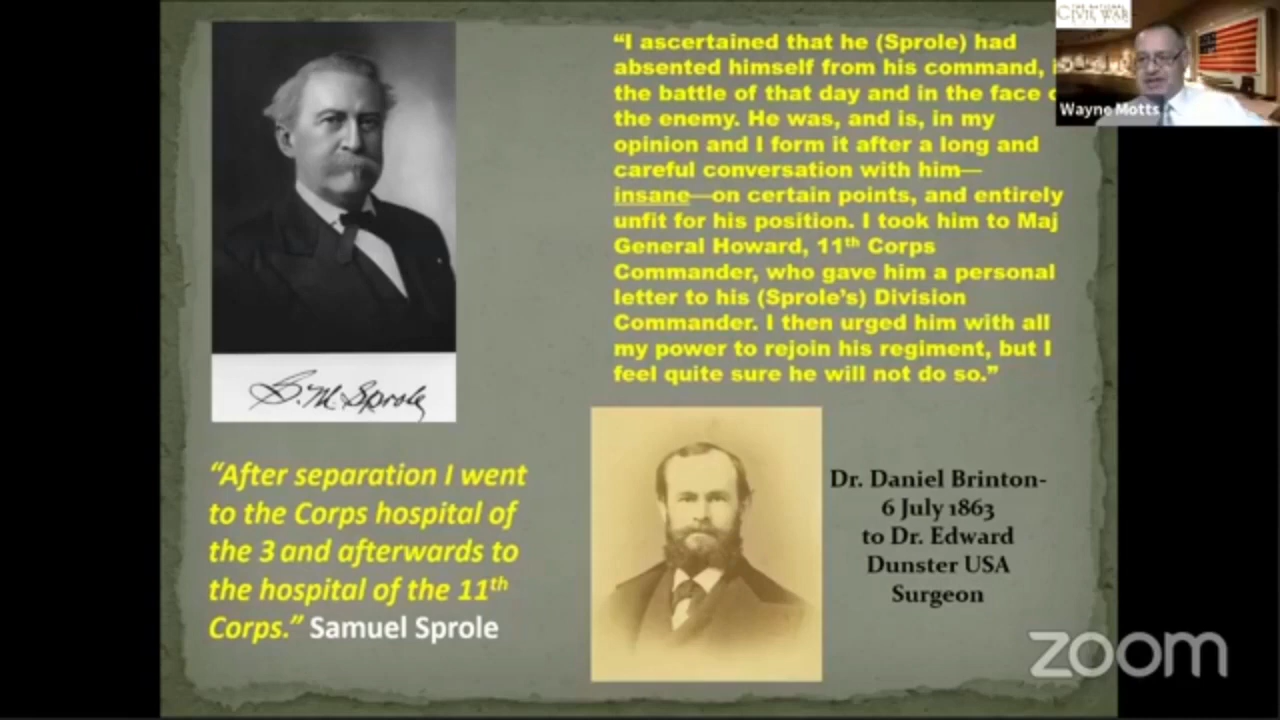 “I ascertained that he (Sprole) had
absented himself from his command,
the battle of that day and in the face
the enemy. He was, and is, in my
opinion and I form it after a long and
careful conversation with him—
insane—on certain points, and entirely
unfit for his position. I took him to Maj
General Howard, 11th Corps
Commander, who gave him a personal
letter to his (Sprole’s) Division
Commander. I then urged him with all
my power to rejoin his regiment, but I
feel quite sure he will not do so.”
THE NATIONAL
CIVIL WAR
Wayne Motts
S. M. Sprole
“After separation I went
to the Corps hospital of
the 3 and afterwards to
the hospital of the 11th
Corps.” Samuel Sprole
Dr. Daniel Brinton-
6 July 1863
to Dr. Edward
Dunster USA
Surgeon
zoom